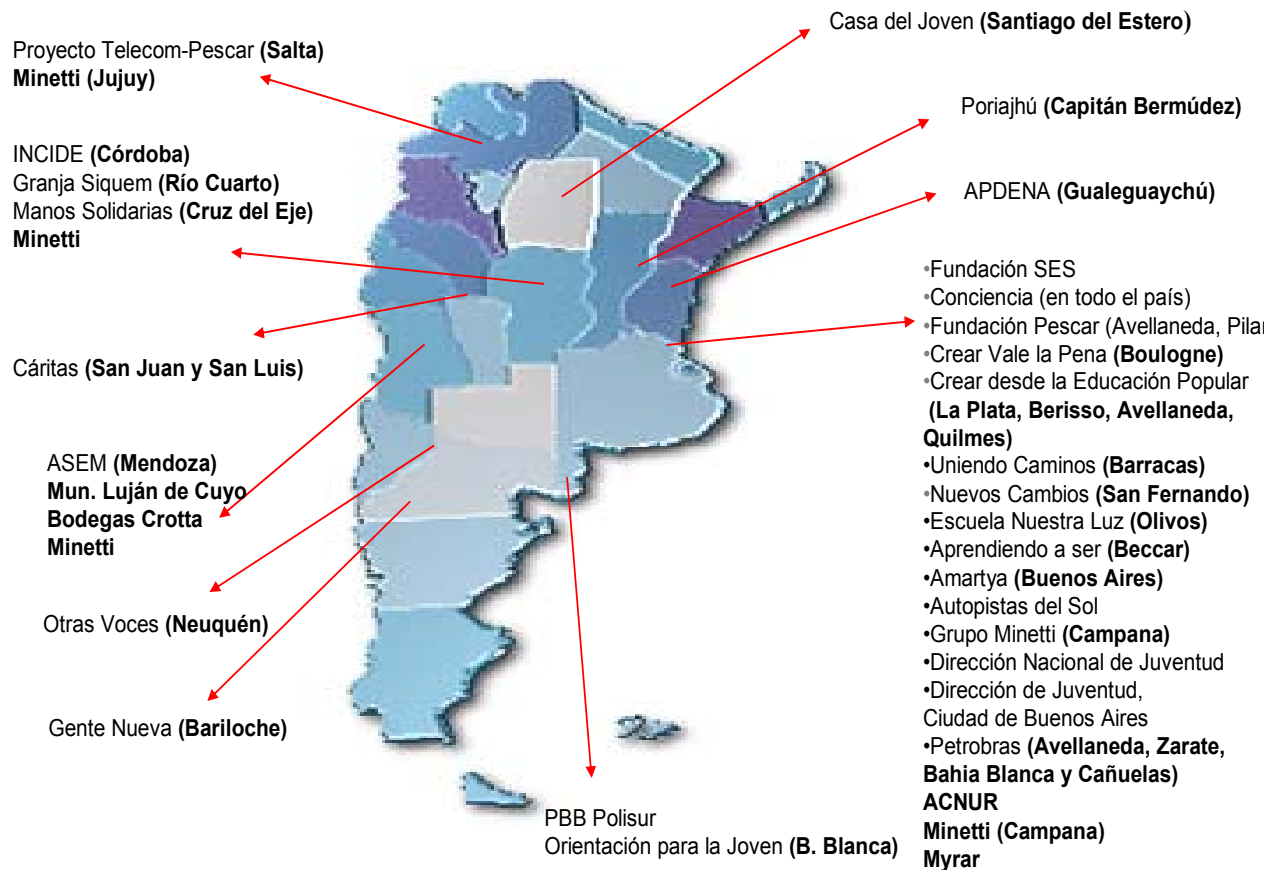 Casa del Joven (Santiago del Estero)
Proyecto Telecom-Pescar (Salta)
Minetti (Jujuy)
Poriajhú (Capitán Bermúdez)
INCIDE (Córdoba)
Granja Siquem (Río Cuarto)
Manos Solidarias (Cruz del Eje)
Minetti
APDENA (Gualeguaychú)
Cáritas (San Juan y San Luis)
ASEM (Mendoza)
Mun. Luján de Cuyo
Bodegas Crotta
Minetti
Otras Voces (Neuquén)
Gente Nueva (Bariloche)
PBB Polisur
Orientación para la Joven (B. Blanca)
•Fundación SES
•Conciencia (en todo el país)
•Fundación Pescar (Avellaneda, Pilar
•Crear Vale la Pena (Boulogne)
•Crear desde la Educación Popular
(La Plata, Berisso, Avellaneda,
Quilmes)
•Uniendo Caminos (Barracas)
•Nuevos Cambios (San Fernando)
•Escuela Nuestra Luz (Olivos)
•Aprendiendo a ser (Beccar)
•Amartya (Buenos Aires)
•Autopistas del Sol
•Grupo Minetti (Campana)
•Dirección Nacional de Juventud
•Dirección de Juventud,
Ciudad de Buenos Aires
•Petrobras (Avellaneda, Zarate,
Bahia Blanca y Cañuelas)
ACNUR
Minetti (Campana)
Myrar